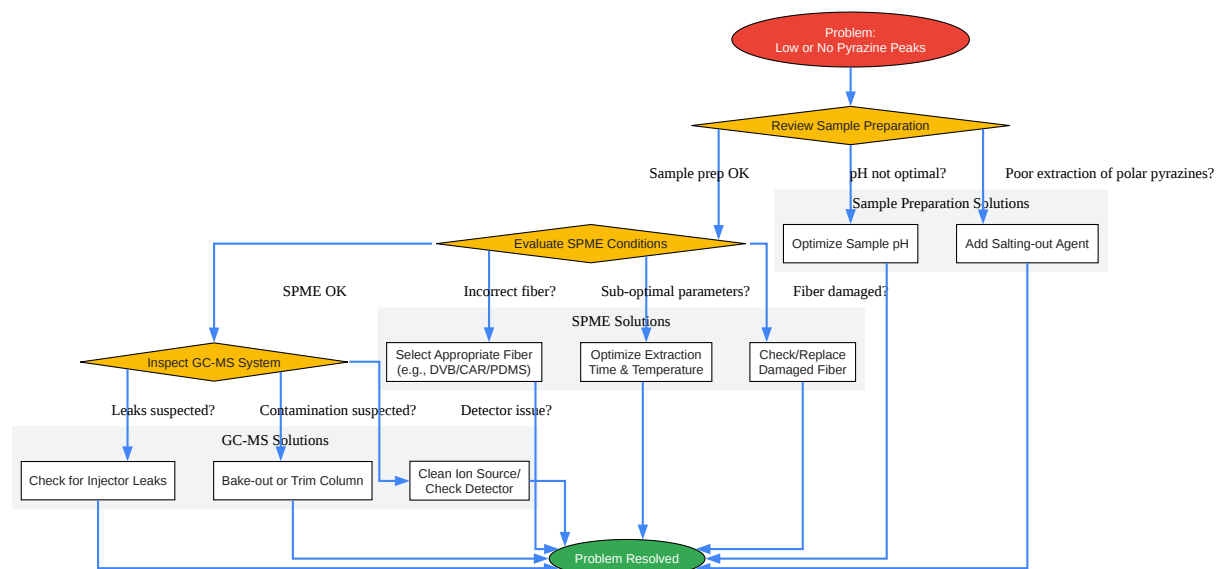 Problem:
Low or No Pyrazine Peaks
Review Sample Preparation
Sample prep OK
pH not optimal?
Poor extraction of polar pyrazines?
Sample Preparation Solutions
Optimize Sample pH
Add Salting-out Agent
Evaluate SPME Conditions
SPME OK
Incorrect fiber?
Sub-optimal parameters?
Fiber damaged?
SPME Solutions
Select Appropriate Fiber
(e.g., DVB/CAR/PDMS)
Optimize Extraction
Time & Temperature
Check/Replace
Damaged Fiber
Inspect GC-MS System
Leaks suspected?
Contamination suspected?
Detector issue?
GC-MS Solutions
Check for Injector Leaks
Bake-out or Trim Column
Clean Ion Source/
Check Detector
Problem Resolved